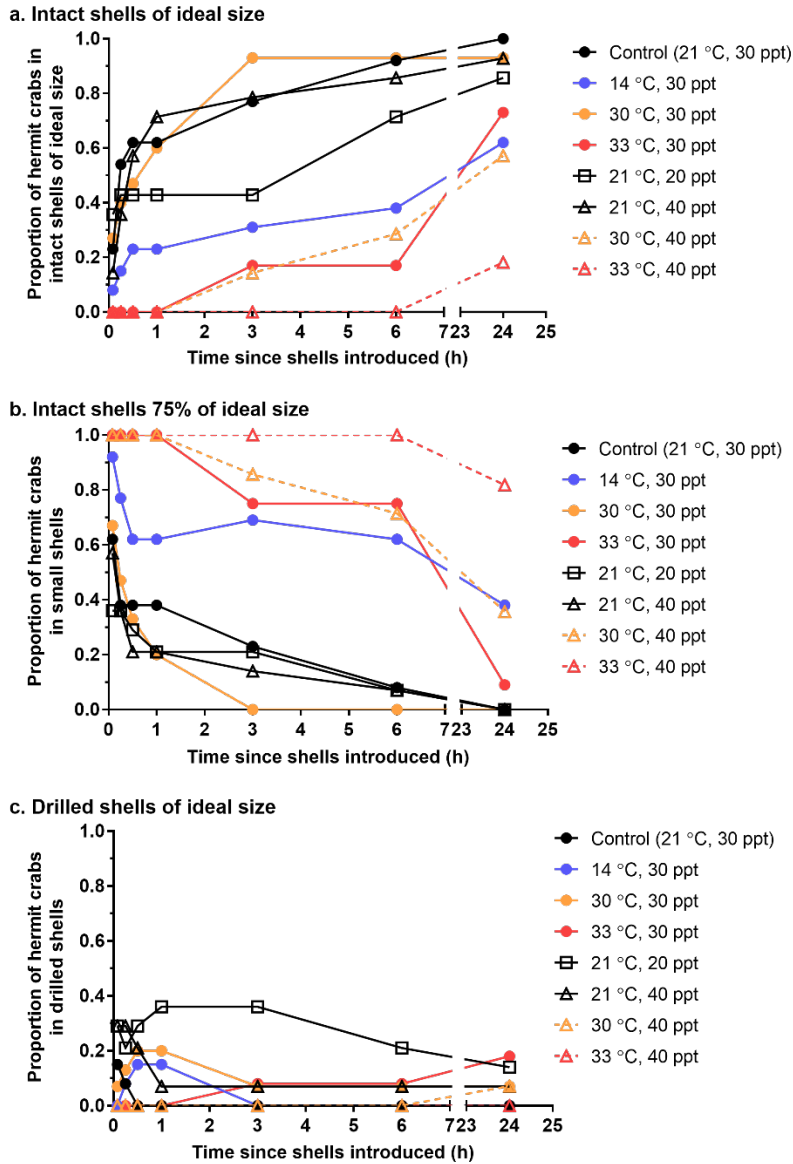 a. Intact shells of ideal size
Proportion of hermit crabs in
intact shells of ideal size
1.0
0.8
0.6
0.4
0.2
0.0
0 1 2 3 4 5 6 7 23 24 25
Time since shells introduced (h)
Control (21 °C, 30 ppt)
14 °C, 30 ppt
30 °C, 30 ppt
33 °C, 30 ppt
21 °C, 20 ppt
21 °C, 40 ppt
30 °C, 40 ppt
33 °C, 40 ppt
b. Intact shells 75% of ideal size
Proportion of hermit crabs
in small shells
1.0
0.8
0.6
0.4
0.2
0.0
0 1 2 3 4 5 6 7 23 24 25
Time since shells introduced (h)
Control (21 °C, 30 ppt)
14 °C, 30 ppt
30 °C, 30 ppt
33 °C, 30 ppt
21 °C, 20 ppt
21 °C, 40 ppt
30 °C, 40 ppt
33 °C, 40 ppt
c. Drilled shells of ideal size
Proportion of hermit crabs
in drilled shells
1.0
0.8
0.6
0.4
0.2
0.0
0 1 2 3 4 5 6 7 23 24 25
Time since shells introduced (h)
Control (21 °C, 30 ppt)
14 °C, 30 ppt
30 °C, 30 ppt
33 °C, 30 ppt
21 °C, 20 ppt
21 °C, 40 ppt
30 °C, 40 ppt
33 °C, 40 ppt